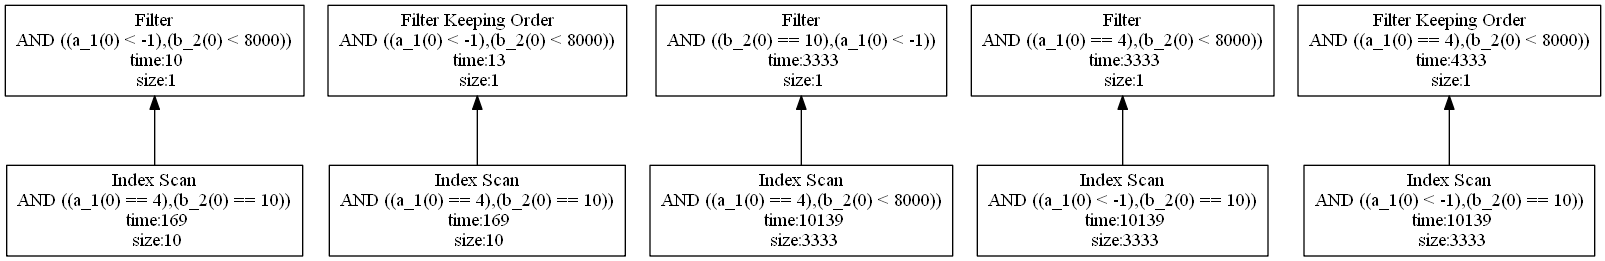 Filter
AND ((a_1(0) < -1),(b_2(0) < 8000))
time:10
size:1
Filter Keeping Order
AND ((a_1(0) < -1),(b_2(0) < 8000))
time:13
size:1
Filter
AND ((b_2(0) == 10),(a_1(0) < -1))
time:3333
size:1
Filter
AND ((a_1(0) == 4),(b_2(0) < 8000))
time:3333
size:1
Filter Keeping Order
AND ((a_1(0) == 4),(b_2(0) < 8000))
time:4333
size:1
Index Scan
AND ((a_1(0) == 4),(b_2(0) == 10))
time:169
size:10
Index Scan
AND ((a_1(0) == 4),(b_2(0) == 10))
time:169
size:10
Index Scan
AND ((a_1(0) == 4),(b_2(0) < 8000))
time:10139
size:3333
Index Scan
AND ((a_1(0) < -1),(b_2(0) == 10))
time:10139
size:3333
Index Scan
AND ((a_1(0) < -1),(b_2(0) == 10))
time:10139
size:3333